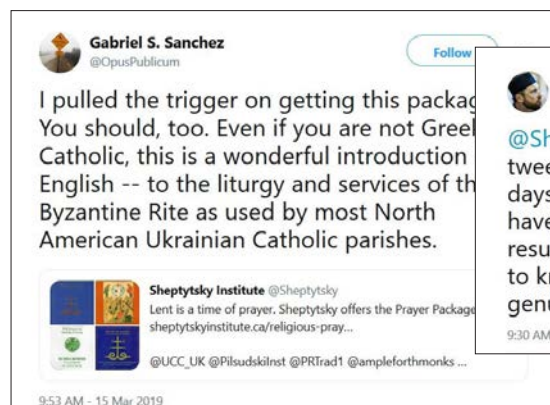 Gabriel S. Sanchez
@OpusPublicum
Follow
I pulled the trigger on getting this packag
You should, too. Even if you are not Greel
Catholic, this is a wonderful introduction
English -- to the liturgy and services of th
Byzantine Rite as used by most North
American Ukrainian Catholic parishes.
Sheptytsky Institute @Sheptytsky
Lent is a time of prayer. Sheptytsky offers the Prayer Package
sheptytskyinstitute.ca/religious-pray...
@UCC_UK @PilsudskiInst @PRTrad1 @ampleforthmonks ...
9:53 AM - 15 Mar 2019
@Sh
twee
days
have
resu
to k
genu
9:30 AM